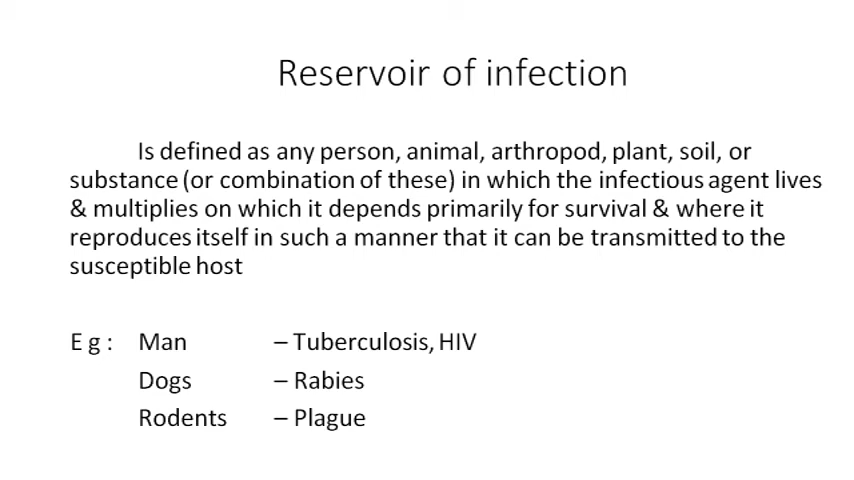 Reservoir of infection
Is defined as any person, animal, arthropod, plant, soil, or
substance (or combination of these) in which the infectious agent lives
& multiplies on which it depends primarily for survival & where it
reproduces itself in such a manner that it can be transmitted to the
susceptible host
E g : Man – Tuberculosis, HIV
Dogs – Rabies
Rodents – Plague